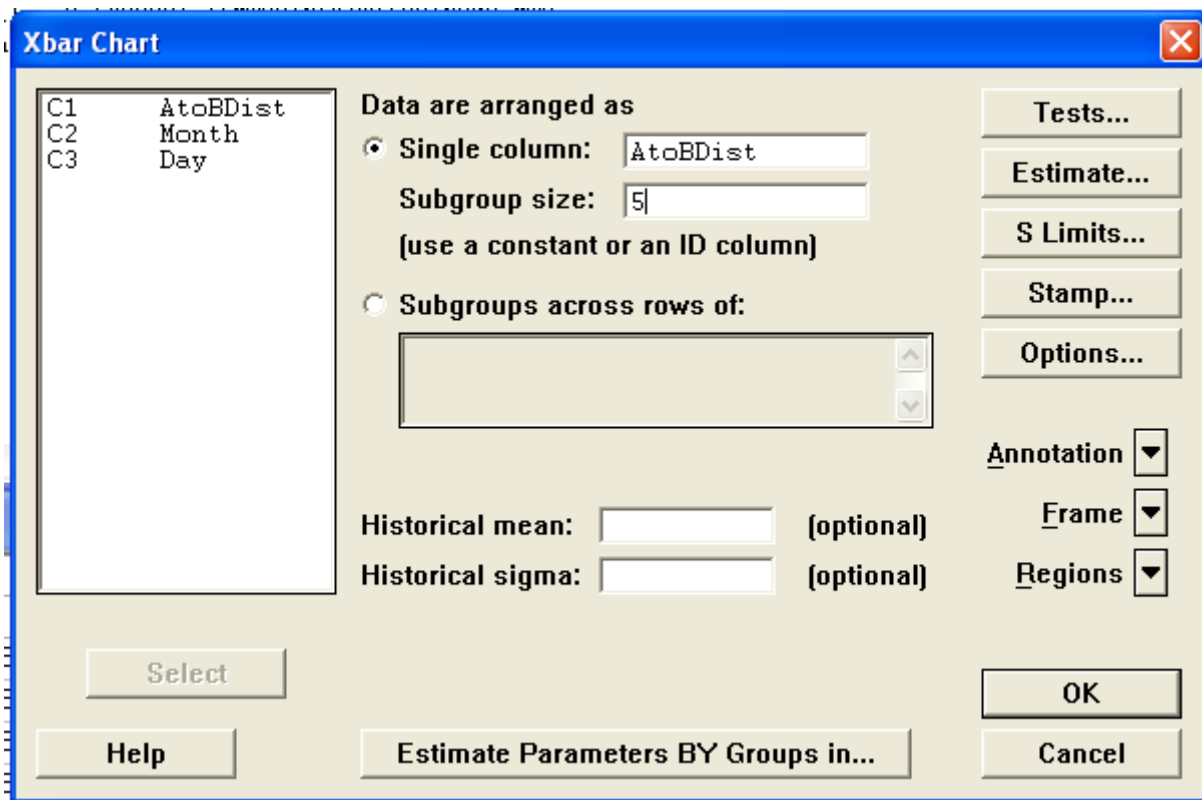 Xbar Chart
C1 AtoBDist
C2 Month
C3 Day
Data are arranged as
Single column: AtoBDist
Subgroup size: 5
(use a constant or an ID column)
Subgroups across rows of:
Historical mean: (optional)
Historical sigma: (optional)
Tests...
Estimate...
S Limits...
Stamp...
Options...
Annotation
Frame
Regions
Select
OK
Help
Estimate Parameters BY Groups in...
Cancel